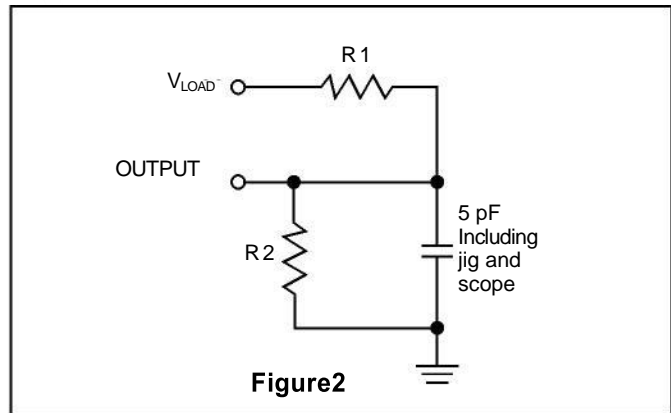 R1
VLOAD
OUTPUT
5 pF
Including
jig and
scope
R2
Figure2